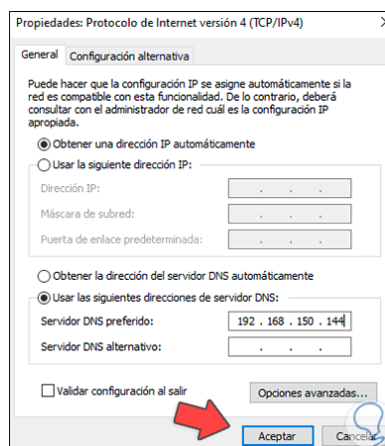 Propiedades: Protocolo de Internet versión 4 (TCP/IPv4)
General
Configuración alternativa
Puede hacer que la configuración IP se asigne automáticamente si la
red es compatible con esta funcionalidad. De lo contrario, deberá
consultar con el administrador de red cuál es la configuración IP
apropiada.
Obtener una dirección IP automáticamente
Usar la siguiente dirección IP:
Dirección IP:
Máscara de subred:
Puerta de enlace predeterminada:
Obtener la dirección del servidor DNS automáticamente
Usar las siguientes direcciones de servidor DNS:
Servidor DNS preferido: 192 . 168 . 150 . 144
Servidor DNS alternativo:
Validar configuración al salir
Opciones avanzadas...
Aceptar
Cancelar